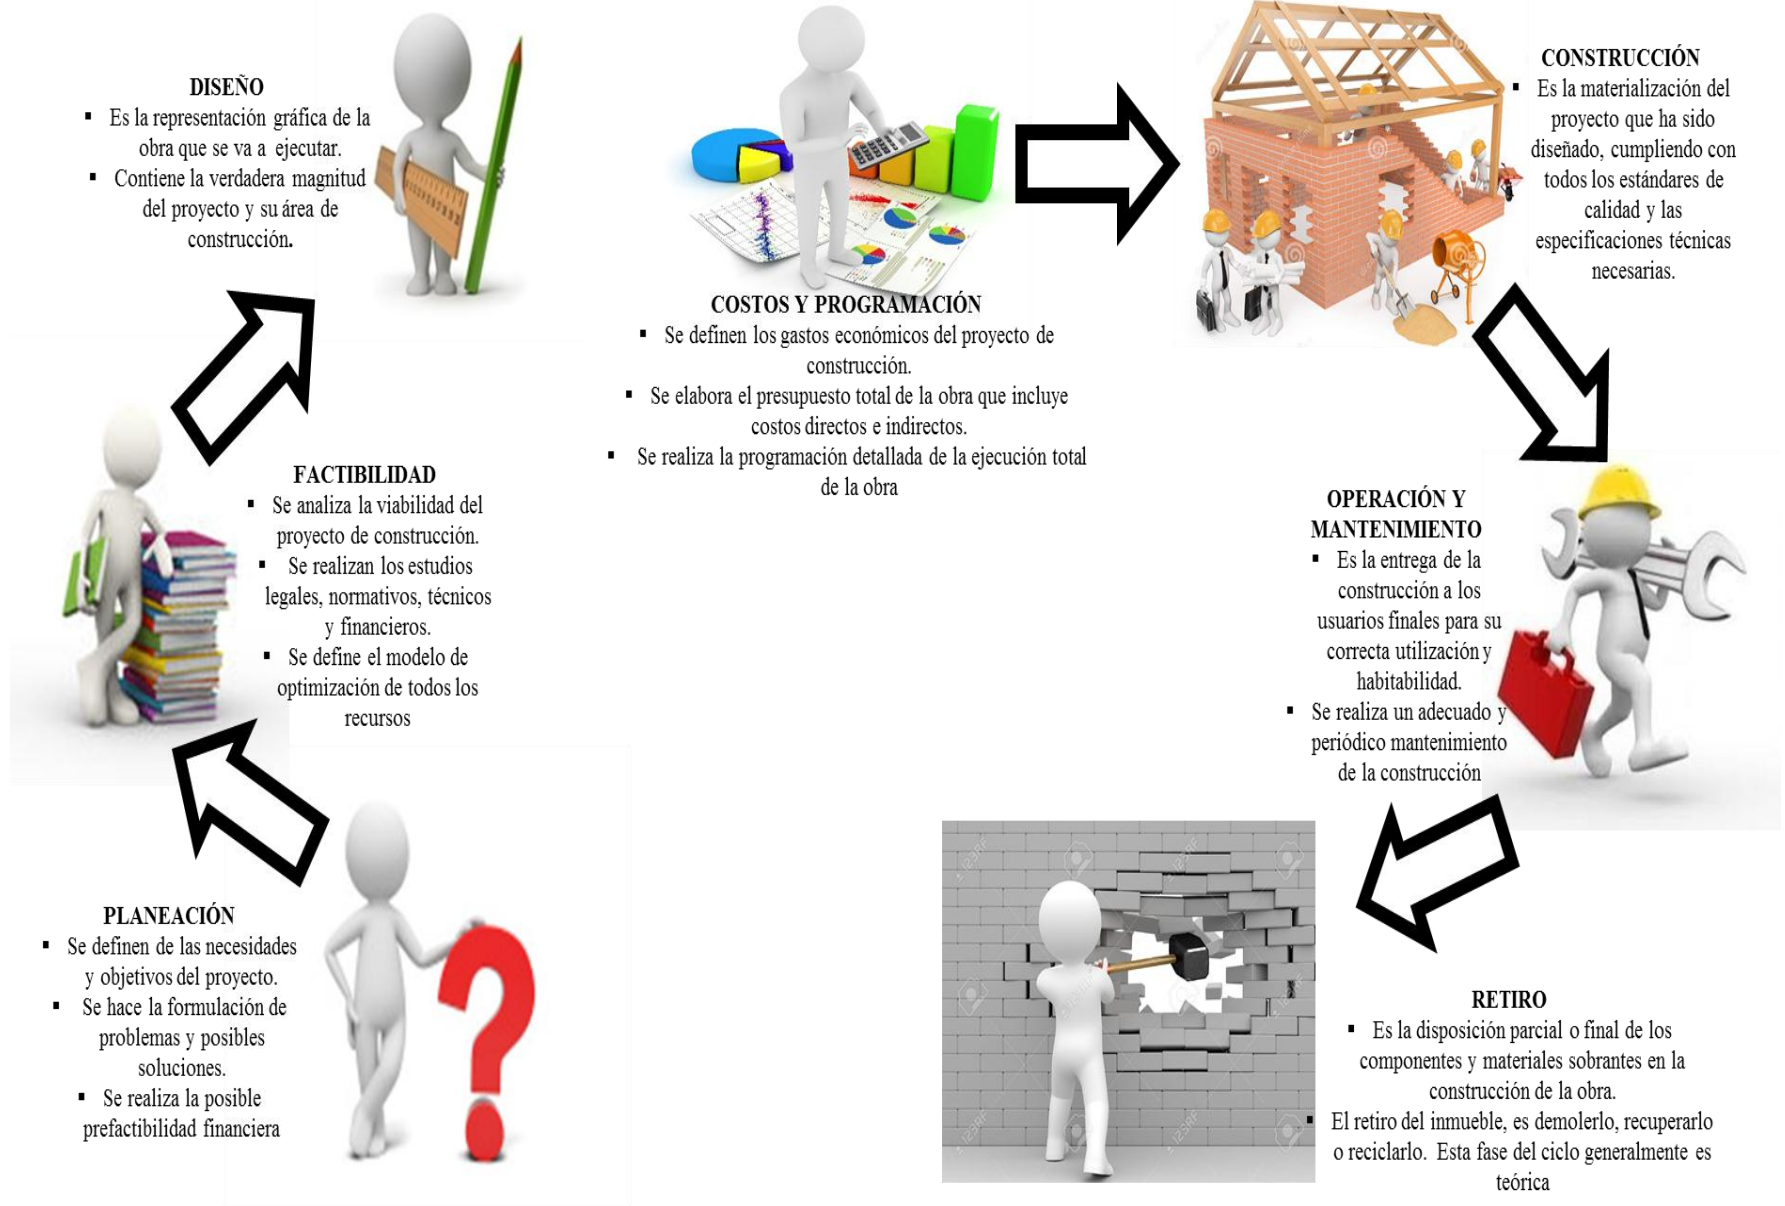 DISEÑO
▪ Es la representación gráfica de la
obra que se va a ejecutar.
▪ Contiene la verdadera magnitud
del proyecto y su área de
construcción.
COSTOS Y PROGRAMACIÓN
▪ Se definen los gastos económicos del proyecto de
construcción.
▪ Se elabora el presupuesto total de la obra que incluye
costos directos e indirectos.
▪ Se realiza la programación detallada de la ejecución total
de la obra
CONSTRUCCIÓN
▪ Es la materialización del
proyecto que ha sido
diseñado, cumpliendo con
todos los estándares de
calidad y las
especificaciones técnicas
necesarias.
FACTIBILIDAD
▪ Se analiza la viabilidad del
proyecto de construcción.
▪ Se realizan los estudios
legales, normativos, técnicos
y financieros.
▪ Se define el modelo de
optimización de todos los
recursos
OPERACIÓN Y
MANTENIMIENTO
▪ Es la entrega de la
construcción a los
usuarios finales para su
correcta utilización y
habitabilidad.
▪ Se realiza un adecuado y
periódico mantenimiento
de la construcción
PLANEACIÓN
▪ Se definen de las necesidades
y objetivos del proyecto.
▪ Se hace la formulación de
problemas y posibles
soluciones.
▪ Se realiza la posible
prefactibilidad financiera
RETIRO
▪ Es la disposición parcial o final de los
componentes y materiales sobrantes en la
construcción de la obra.
▪ El retiro del inmueble, es demolerlo, recuperarlo
o reciclarlo. Esta fase del ciclo generalmente es
teórica
123RF
123RF
123RF
123RF
123RF